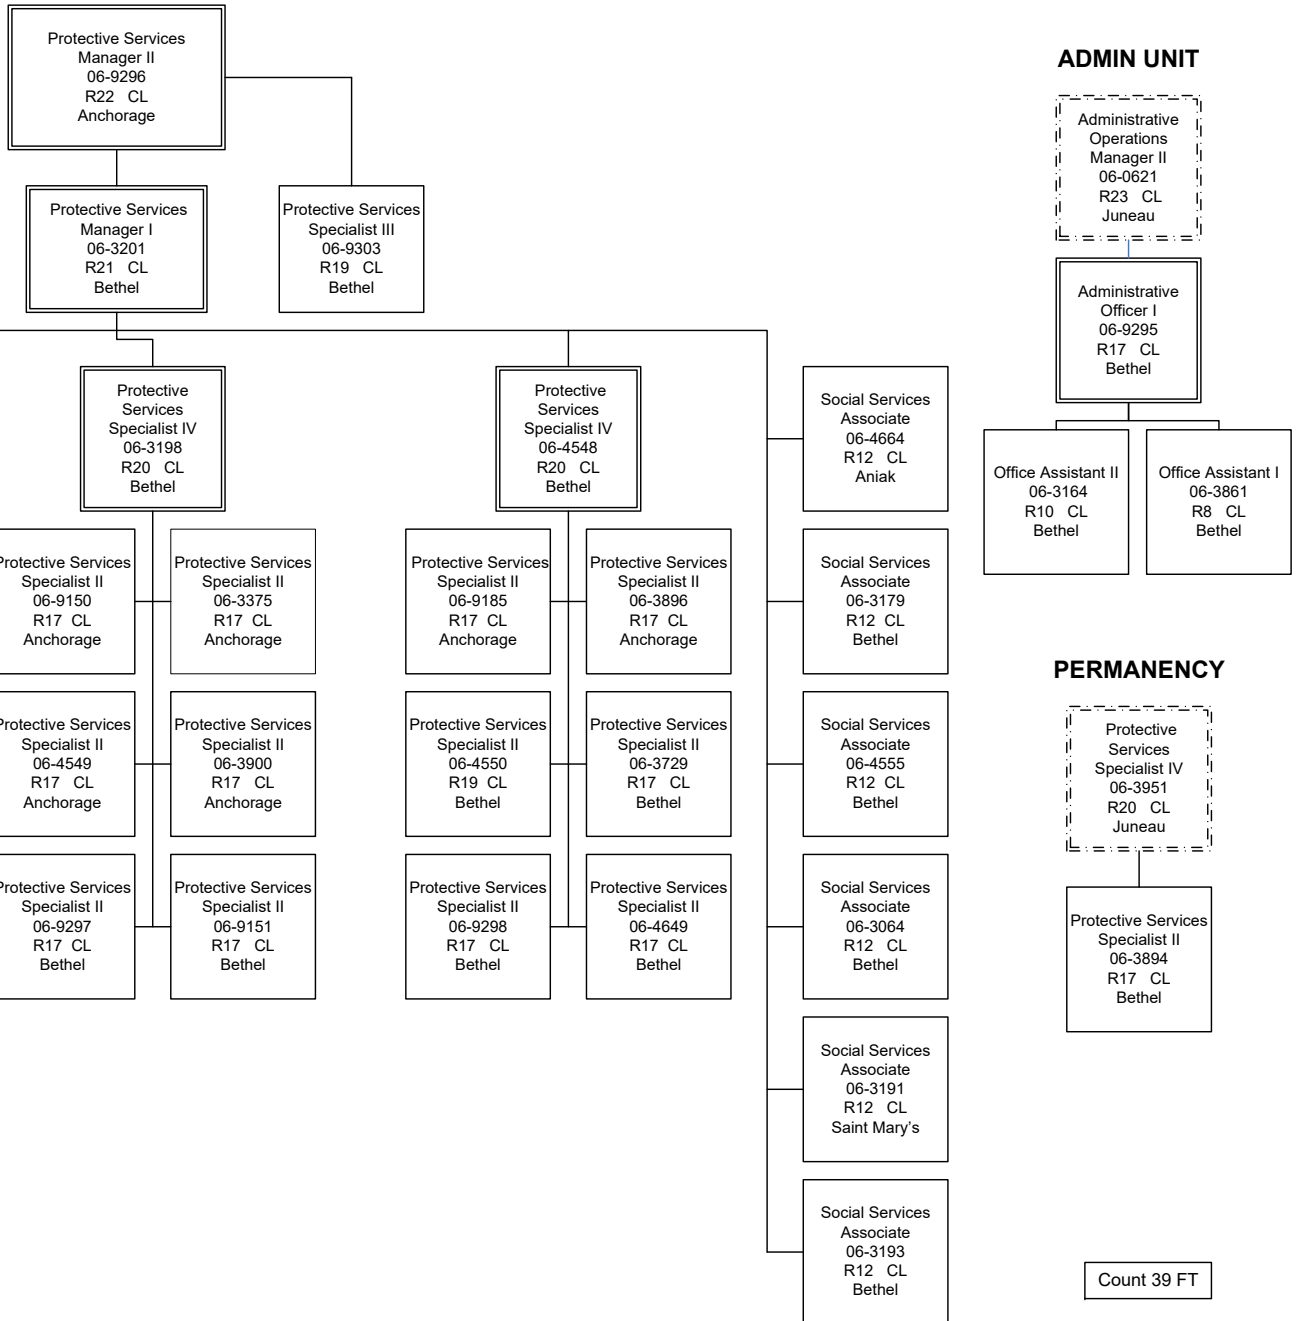 Protective Services
Manager II
06-9296
R22 CL
Anchorage
Protective Services
Manager I
06-3201
R21 CL
Bethel
Protective Services
Specialist III
06-9303
R19 CL
Bethel
Protective
Services
Specialist IV
06-3198
R20 CL
Bethel
Protective
Services
Specialist IV
06-4548
R20 CL
Bethel
Protective Services
Specialist II
06-9150
R17 CL
Anchorage
Protective Services
Specialist II
06-3375
R17 CL
Anchorage
Protective Services
Specialist II
06-9185
R17 CL
Anchorage
Protective Services
Specialist II
06-3896
R17 CL
Anchorage
Protective Services
Specialist II
06-4549
R17 CL
Anchorage
Protective Services
Specialist II
06-3900
R17 CL
Anchorage
Protective Services
Specialist II
06-4550
R19 CL
Bethel
Protective Services
Specialist II
06-3729
R17 CL
Bethel
Protective Services
Specialist II
06-9297
R17 CL
Bethel
Protective Services
Specialist II
06-9151
R17 CL
Bethel
Protective Services
Specialist II
06-9298
R17 CL
Bethel
Protective Services
Specialist II
06-4649
R17 CL
Bethel
Social Services
Associate
06-4664
R12 CL
Aniak
Social Services
Associate
06-3179
R12 CL
Bethel
Social Services
Associate
06-4555
R12 CL
Bethel
Social Services
Associate
06-3064
R12 CL
Bethel
Social Services
Associate
06-3191
R12 CL
Saint Mary’s
Social Services
Associate
06-3193
R12 CL
Bethel
ADMIN UNIT
Administrative
Operations
Manager II
06-0621
R23 CL
Juneau
Administrative
Officer I
06-9295
R17 CL
Bethel
Office Assistant II
06-3164
R10 CL
Bethel
Office Assistant I
06-3861
R8 CL
Bethel
PERMANENCY
Protective
Services
Specialist IV
06-3951
R20 CL
Juneau
Protective Services
Specialist II
06-3894
R17 CL
Bethel
Count 39 FT